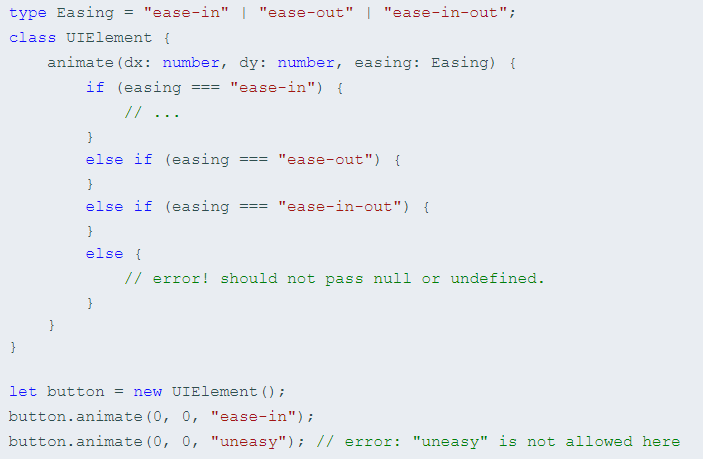 type Easing = "ease-in" | "ease-out" | "ease-in-out";
class UIElement {
    animate(dx: number, dy: number, easing: Easing) {
        if (easing === "ease-in") {
            // ...
        }
        else if (easing === "ease-out") {
        }
        else if (easing === "ease-in-out") {
        }
        else {
            // error! should not pass null or undefined.
        }
    }
}

let button = new UIElement();
button.animate(0, 0, "ease-in");
button.animate(0, 0, "uneasy"); // error: "uneasy" is not allowed here